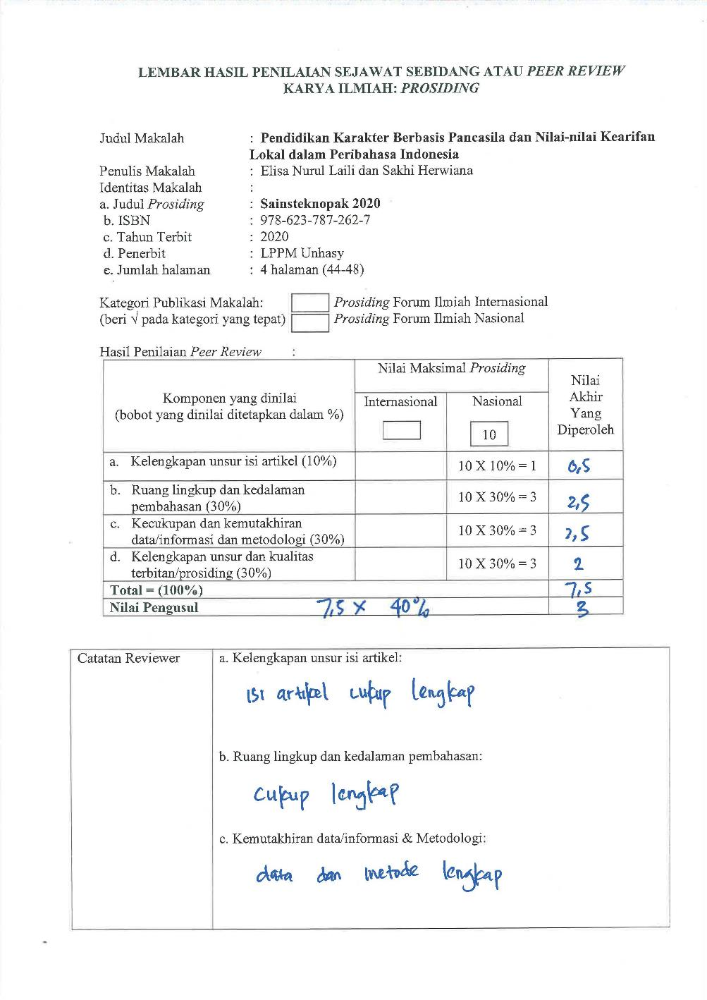 LEMBAR HASIL PENILAIAN SEJAWAT SEBIDANG ATAU PEER REVIEW
KARYA ILMIAH: PROSIDING
Judul Makalah : Pendidikan Karakter Berbasis Pancasila dan Nilai-nilai Kearifan
Lokal dalam Peribahasa Indonesia
Penulis Makalah : Elisa Nurul Laili dan Sakhi Herwiana
Identitas Makalah :
a. Judul Prosiding : Sainsteknopak 2020
b. ISBN : 978-623-787-262-7
c. Tahun Terbit : 2020
d. Penerbit : LPPM Unhasy
e. Jumlah halaman : 4 halaman (44-48)
Kategori Publikasi Makalah: Prosiding Forum Ilmiah Internasional
(beri √ pada kategori yang tepat) Prosiding Forum Ilmiah Nasional
Hasil Penilaian Peer Review :
Komponen yang dinilai
(bobot yang dinilai ditetapkan dalam %)
Nilai Maksimal Prosiding
Internasional
Nasional
10
Nilai
Akhir
Yang
Diperoleh
a. Kelengkapan unsur isi artikel (10%) 10 X 10% = 1 0,5
b. Ruang lingkup dan kedalaman
pembahasan (30%) 10 X 30% = 3 2,5
c. Kecukupan dan kemutakhiran
data/informasi dan metodologi (30%) 10 X 30% = 3 2,5
d. Kelengkapan unsur dan kualitas
terbitan/prosiding (30%) 10 X 30% = 3 2
Total = (100%) 7,5
Nilai Pengusul 7,5 x 40% 3
Catatan Reviewer
a. Kelengkapan unsur isi artikel:
isi artikel cukup lengkap
b. Ruang lingkup dan kedalaman pembahasan:
cukup lengkap
c. Kemutakhiran data/informasi & Metodologi:
data dan metode lengkap